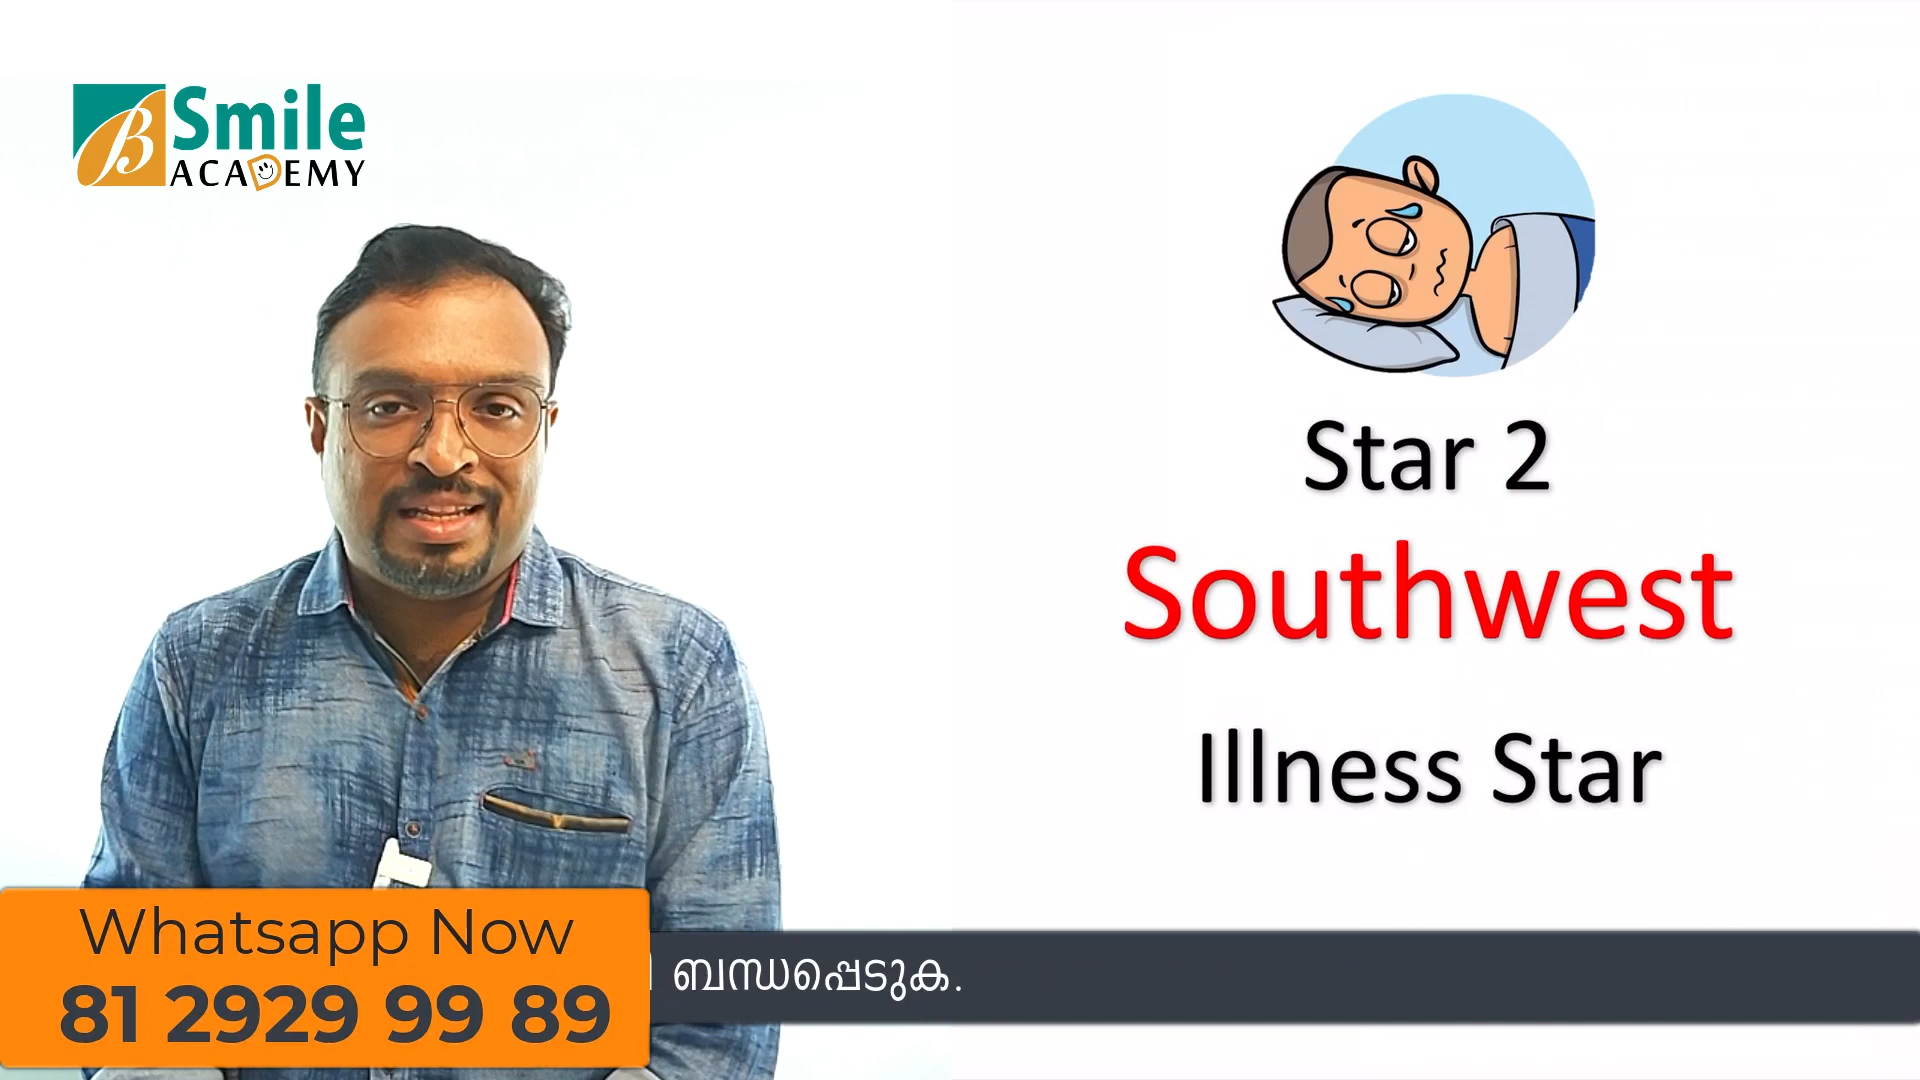 B Smile
ACADEMY
Star 2
Southwest
Illness Star
Whatsapp Now
81 2929 99 89
ബന്ധപ്പെടുക.